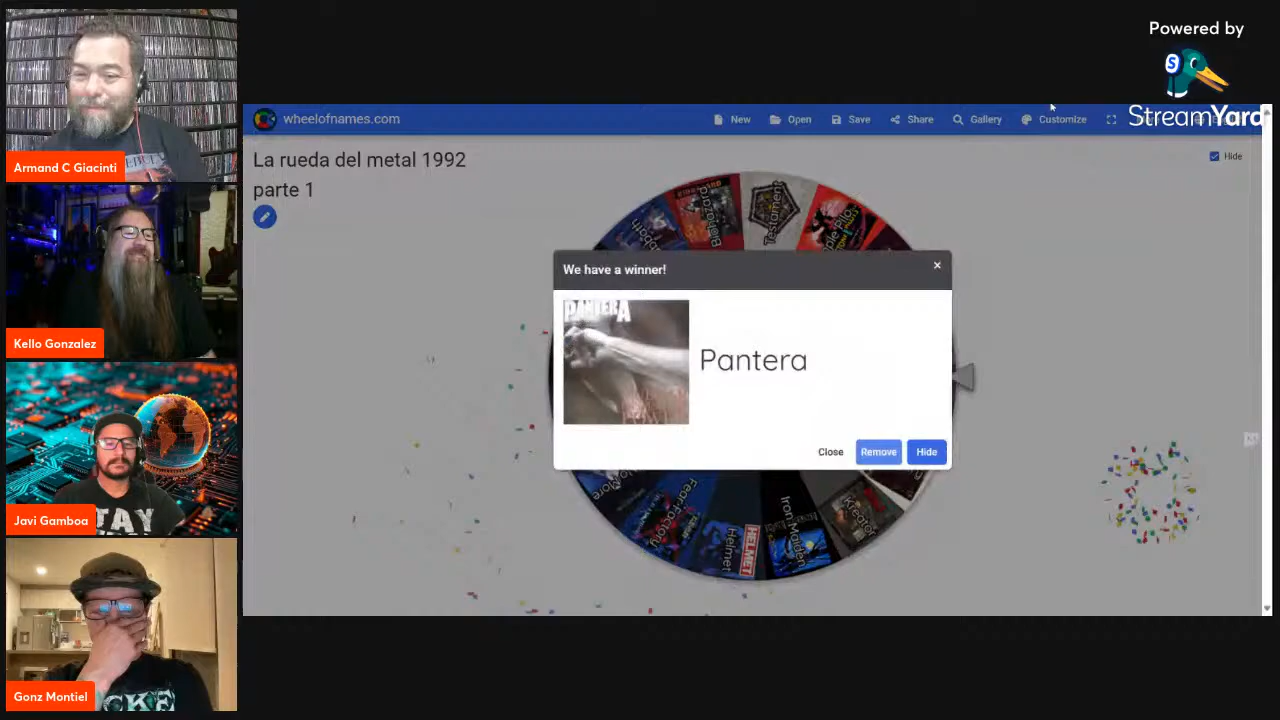 Powered by
StreamYard
wheelofnames.com
New
Open
Save
Share
Gallery
Customize
La rueda del metal 1992
parte 1
Hide
Biohazard
Testament
We have a winner!
PANTERA
Pantera
Close
Remove
Hide
Fear Factory
Helmet
HELMET
Iron Maiden
Kreator
Armand C Giacinti
Kello Gonzalez
Javi Gamboa
Gonz Montiel